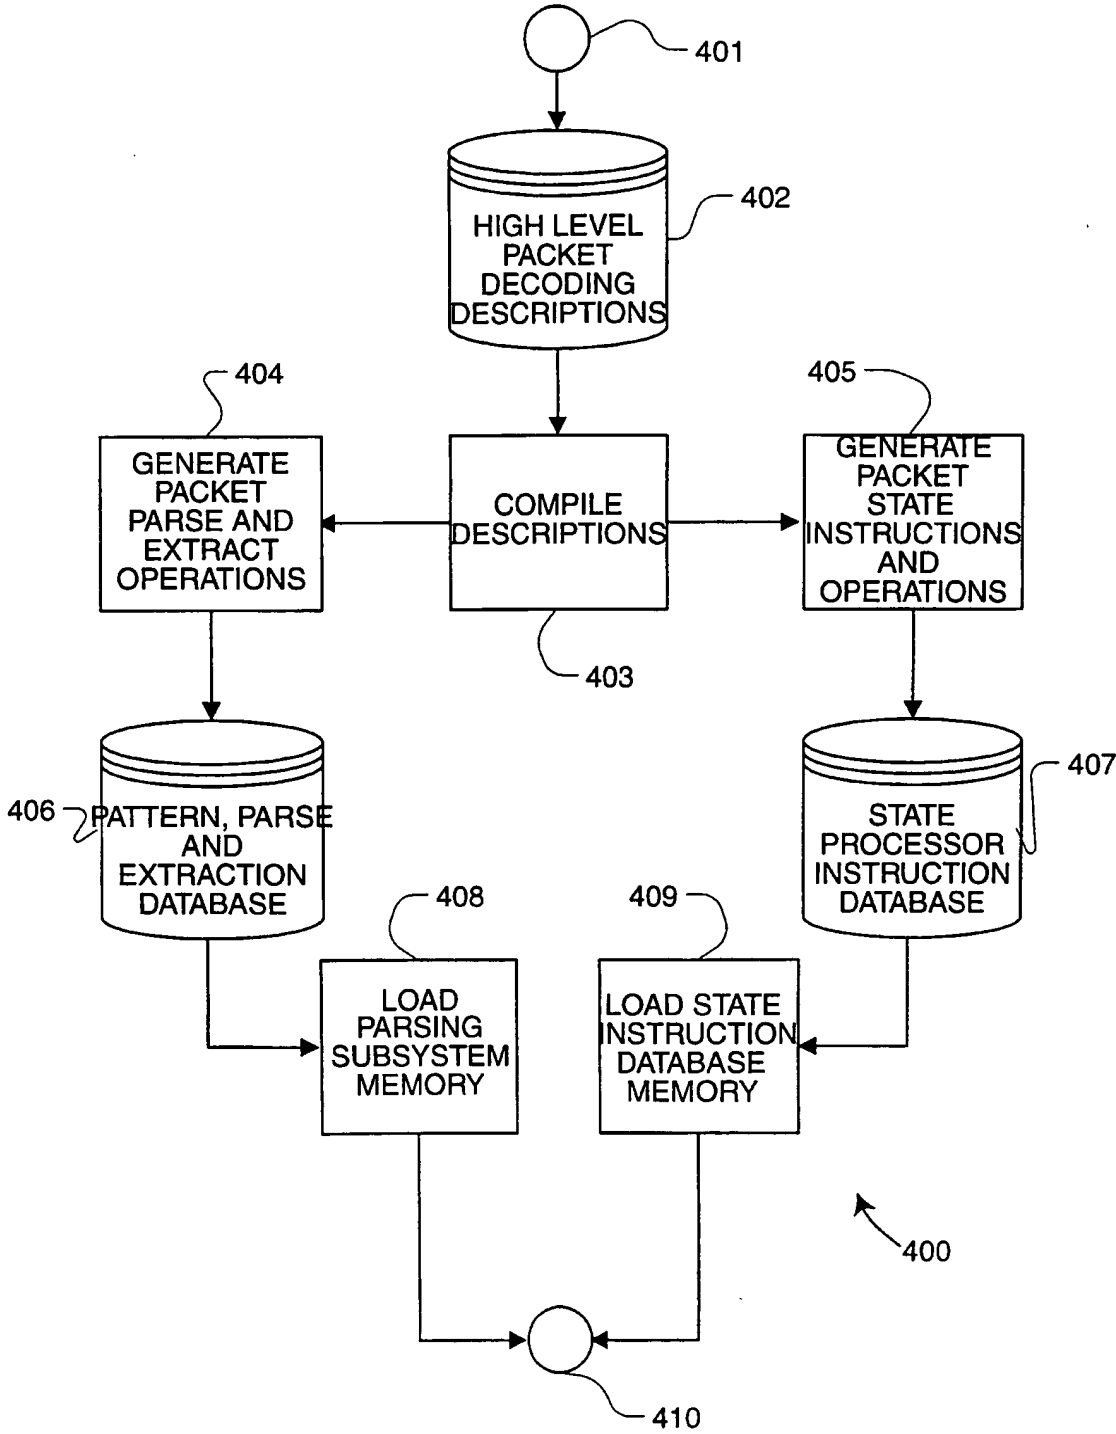 401
402
HIGH LEVEL
PACKET
DECODING
DESCRIPTIONS
404
405
GENERATE
PACKET
PARSE AND
EXTRACT
OPERATIONS
COMPILE
DESCRIPTIONS
GENERATE
PACKET
STATE
INSTRUCTIONS
AND
OPERATIONS
403
406
PATTERN, PARSE
AND
EXTRACTION
DATABASE
407
STATE
PROCESSOR
INSTRUCTION
DATABASE
408
409
LOAD
PARSING
SUBSYSTEM
MEMORY
LOAD STATE
INSTRUCTION
DATABASE
MEMORY
400
410